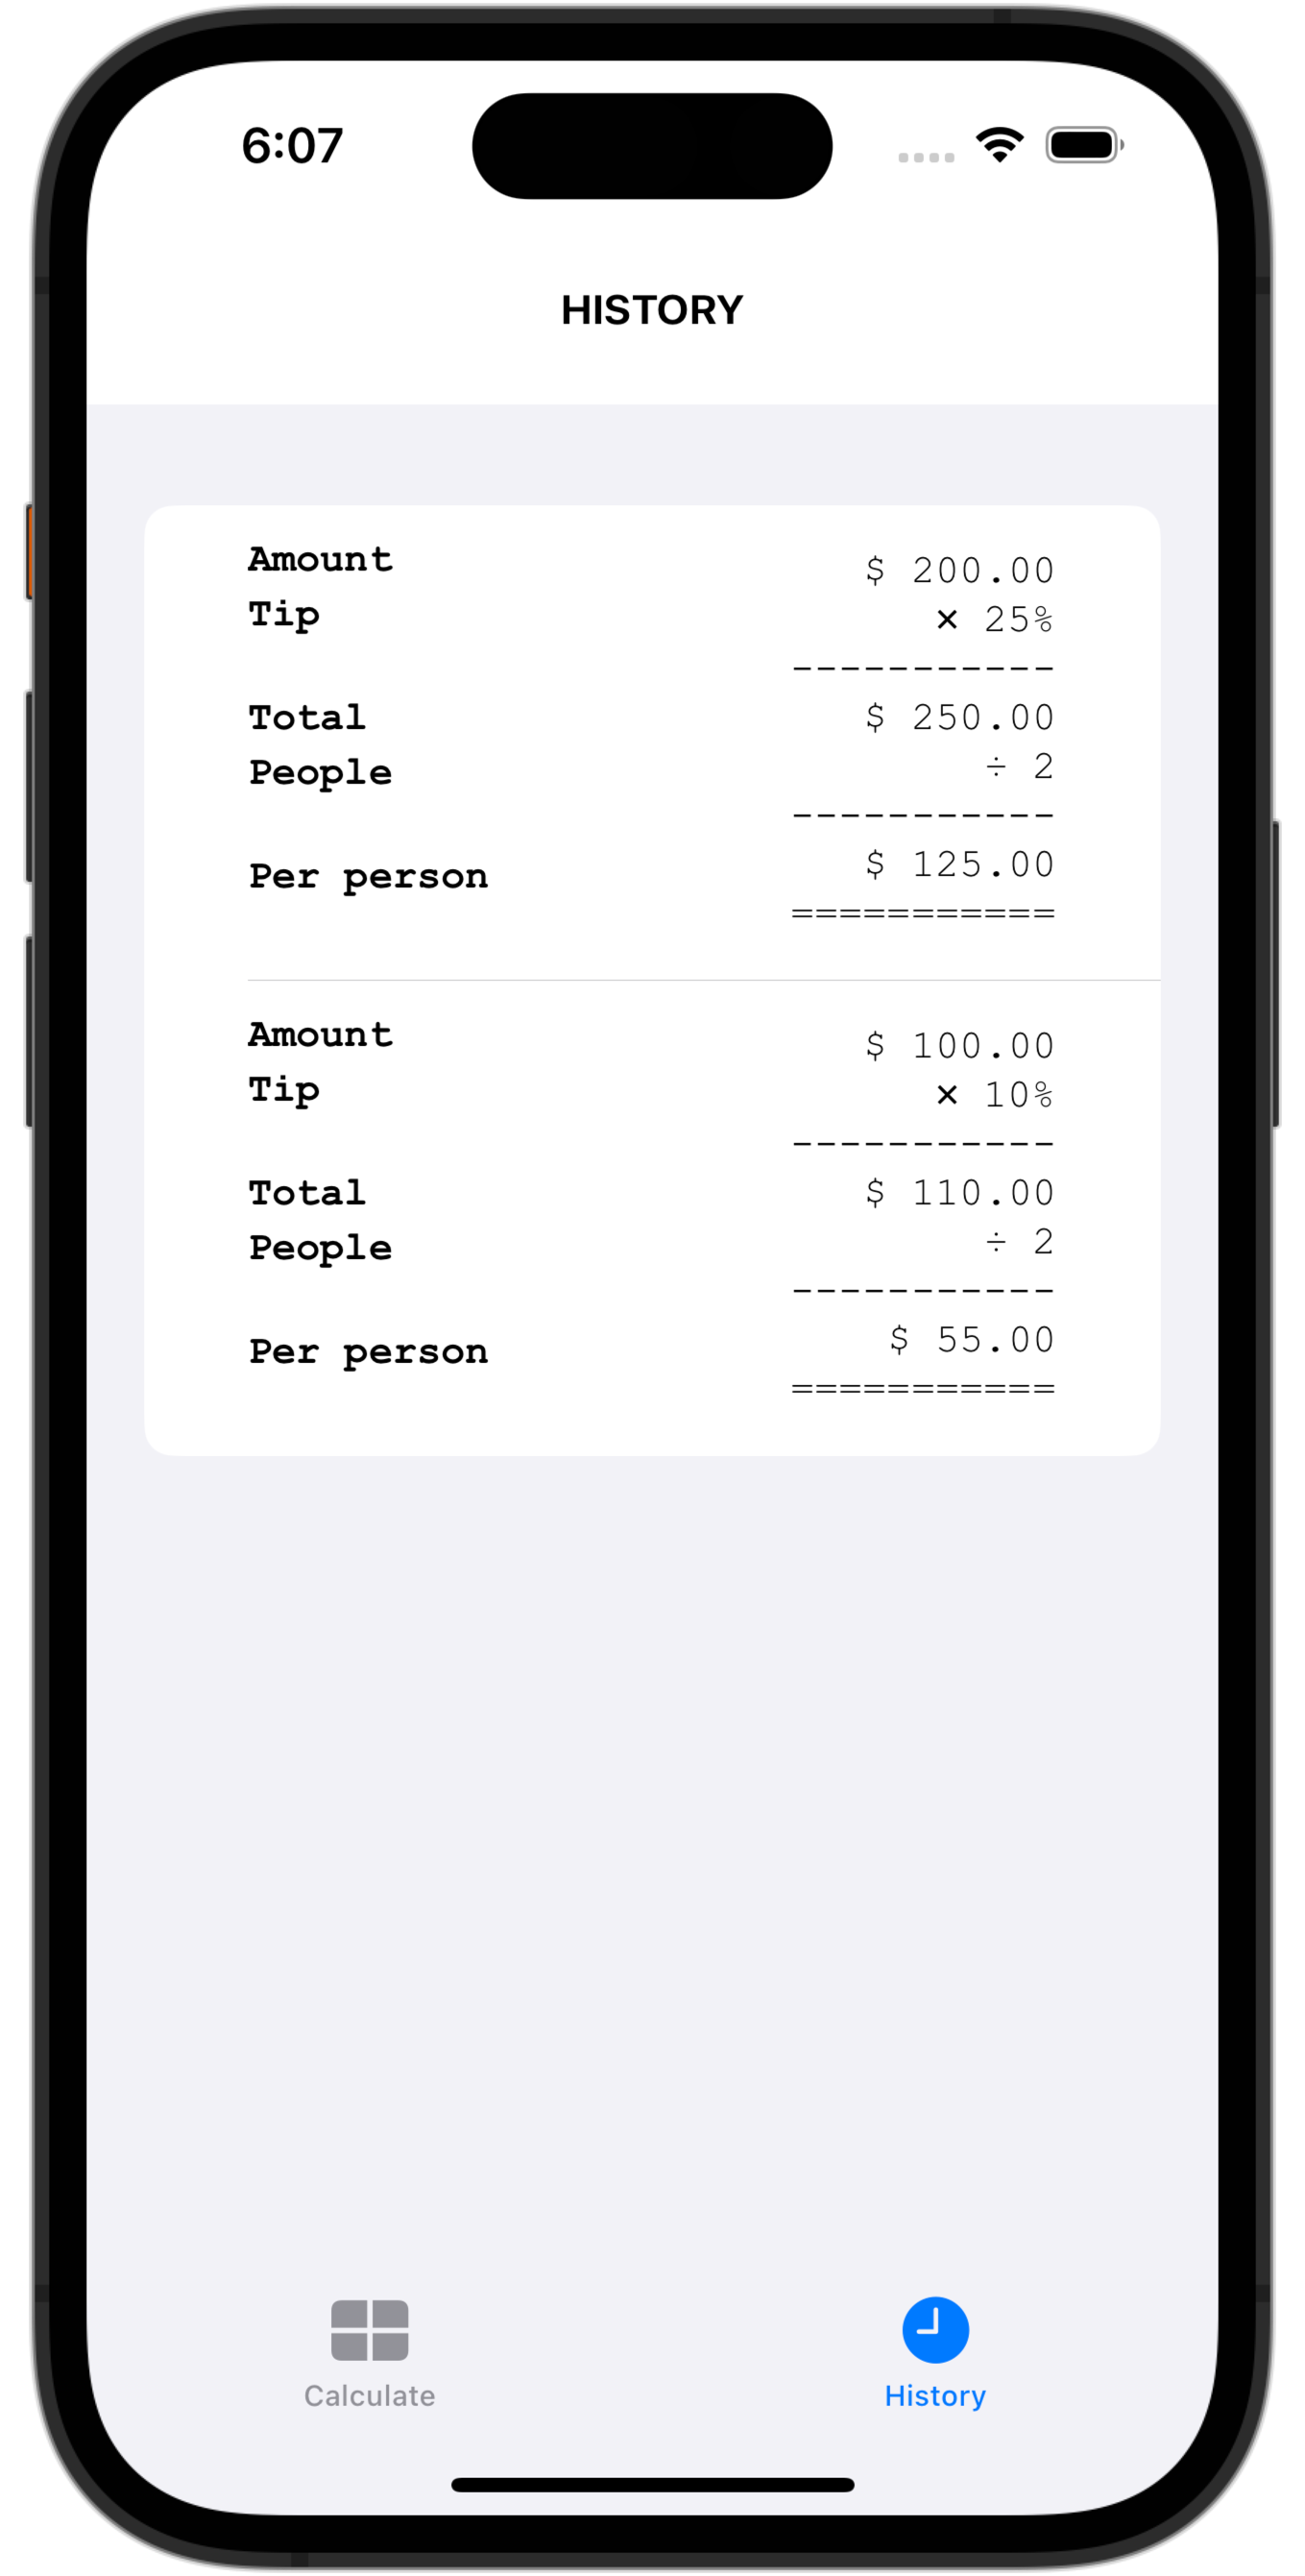 6:07
HISTORY
Amount $ 200.00
Tip × 25%
-----------
Total $ 250.00
People ÷ 2
-----------
Per person $ 125.00
===========
Amount $ 100.00
Tip × 10%
-----------
Total $ 110.00
People ÷ 2
-----------
Per person $ 55.00
===========
Calculate History